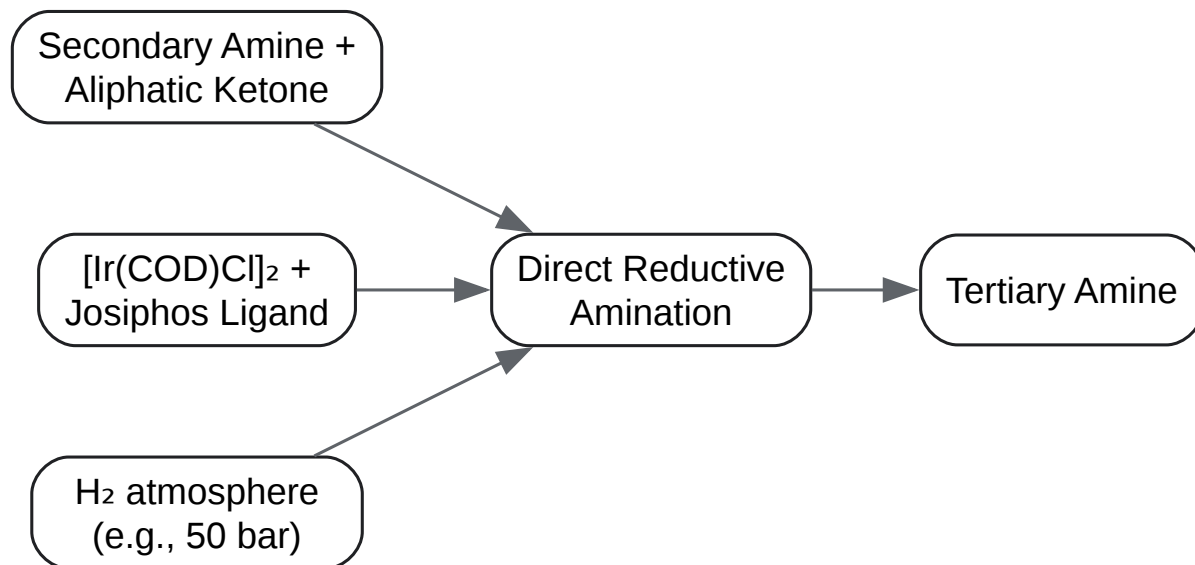 Secondary Amine +
Aliphatic Ketone
[Ir(COD)Cl]₂ +
Josiphos Ligand
Direct Reductive
Amination
Tertiary Amine
H₂ atmosphere
(e.g., 50 bar)